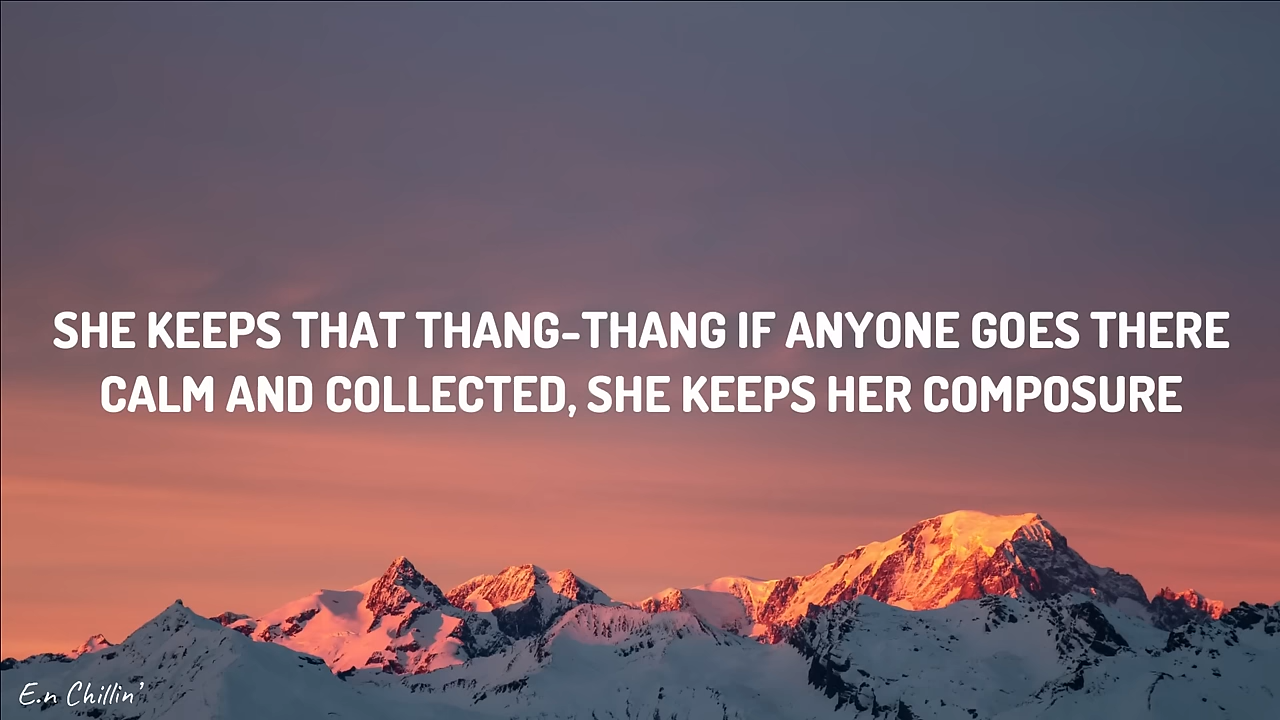 SHE KEEPS THAT THANG-THANG IF ANYONE GOES THERE
CALM AND COLLECTED, SHE KEEPS HER COMPOSURE
E.n Chillin'